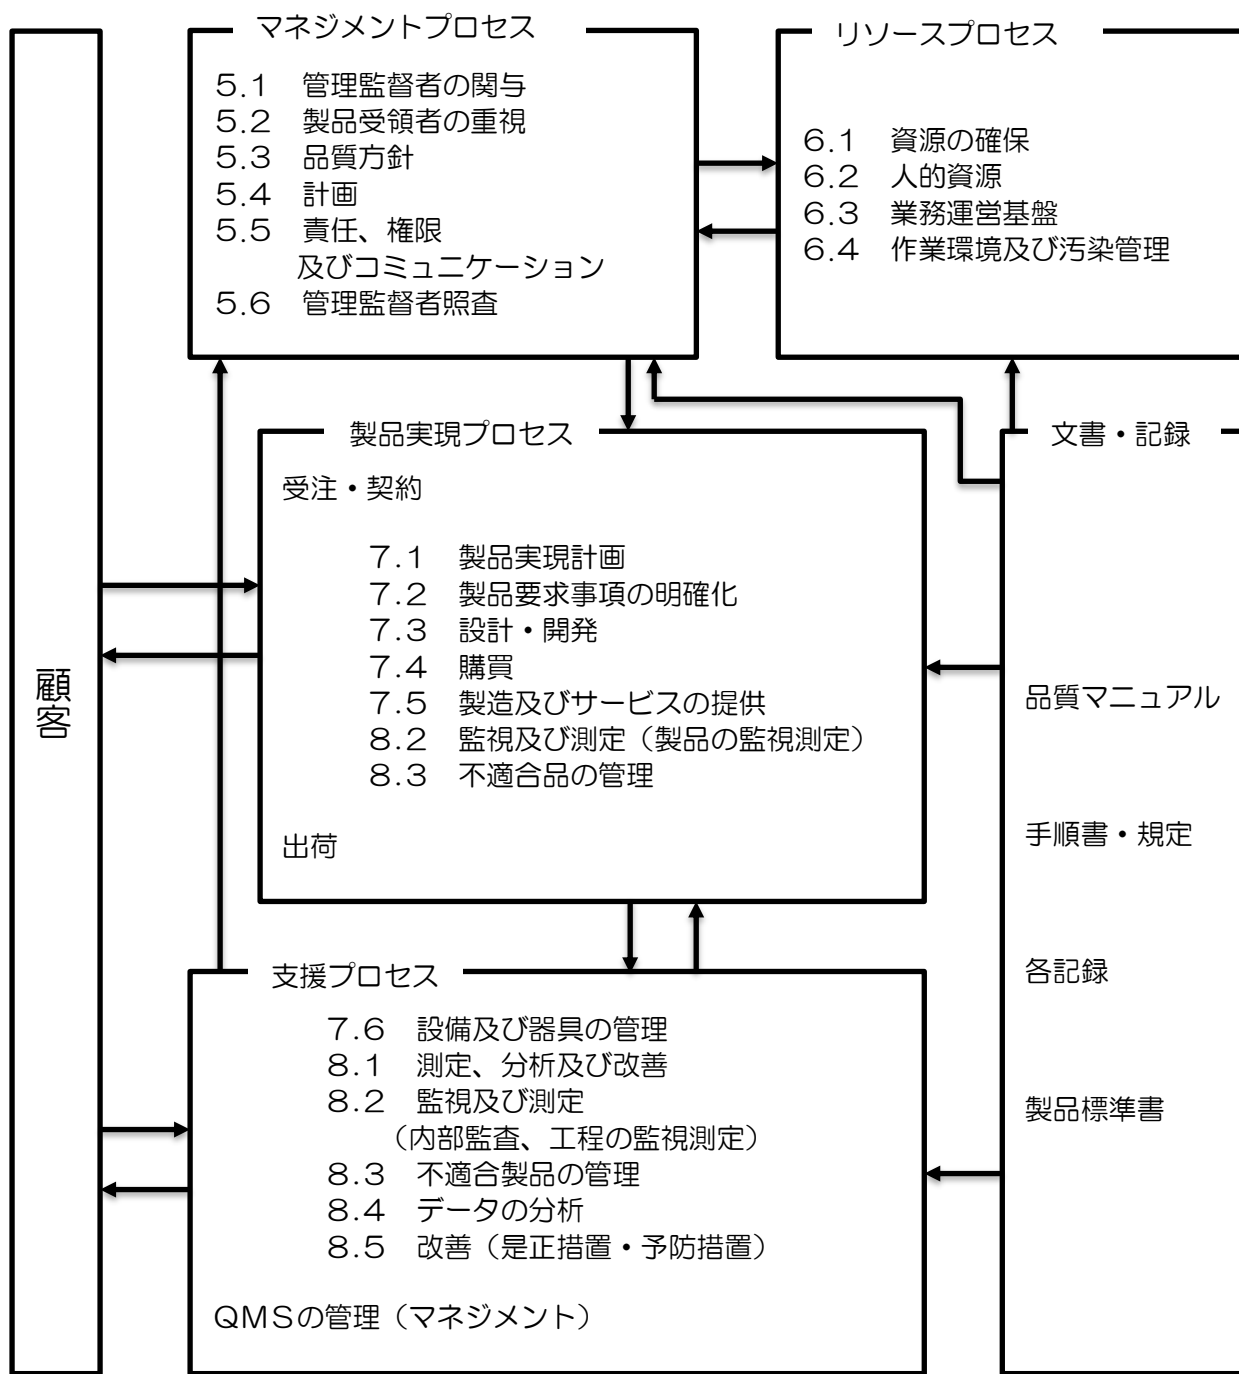 顧客
マネジメントプロセス
5.1 管理監督者の関与
5.2 製品受領者の重視
5.3 品質方針
5.4 計画
5.5 責任、権限
及びコミュニケーション
5.6 管理監督者照査
リソースプロセス
6.1 資源の確保
6.2 人的資源
6.3 業務運営基盤
6.4 作業環境及び汚染管理
製品実現プロセス
受注・契約
7.1 製品実現計画
7.2 製品要求事項の明確化
7.3 設計・開発
7.4 購買
7.5 製造及びサービスの提供
8.2 監視及び測定（製品の監視測定）
8.3 不適合品の管理
出荷
文書・記録
品質マニュアル
手順書・規定
各記録
製品標準書
支援プロセス
7.6 設備及び器具の管理
8.1 測定、分析及び改善
8.2 監視及び測定
（内部監査、工程の監視測定）
8.3 不適合製品の管理
8.4 データの分析
8.5 改善（是正措置・予防措置）
QMSの管理（マネジメント）